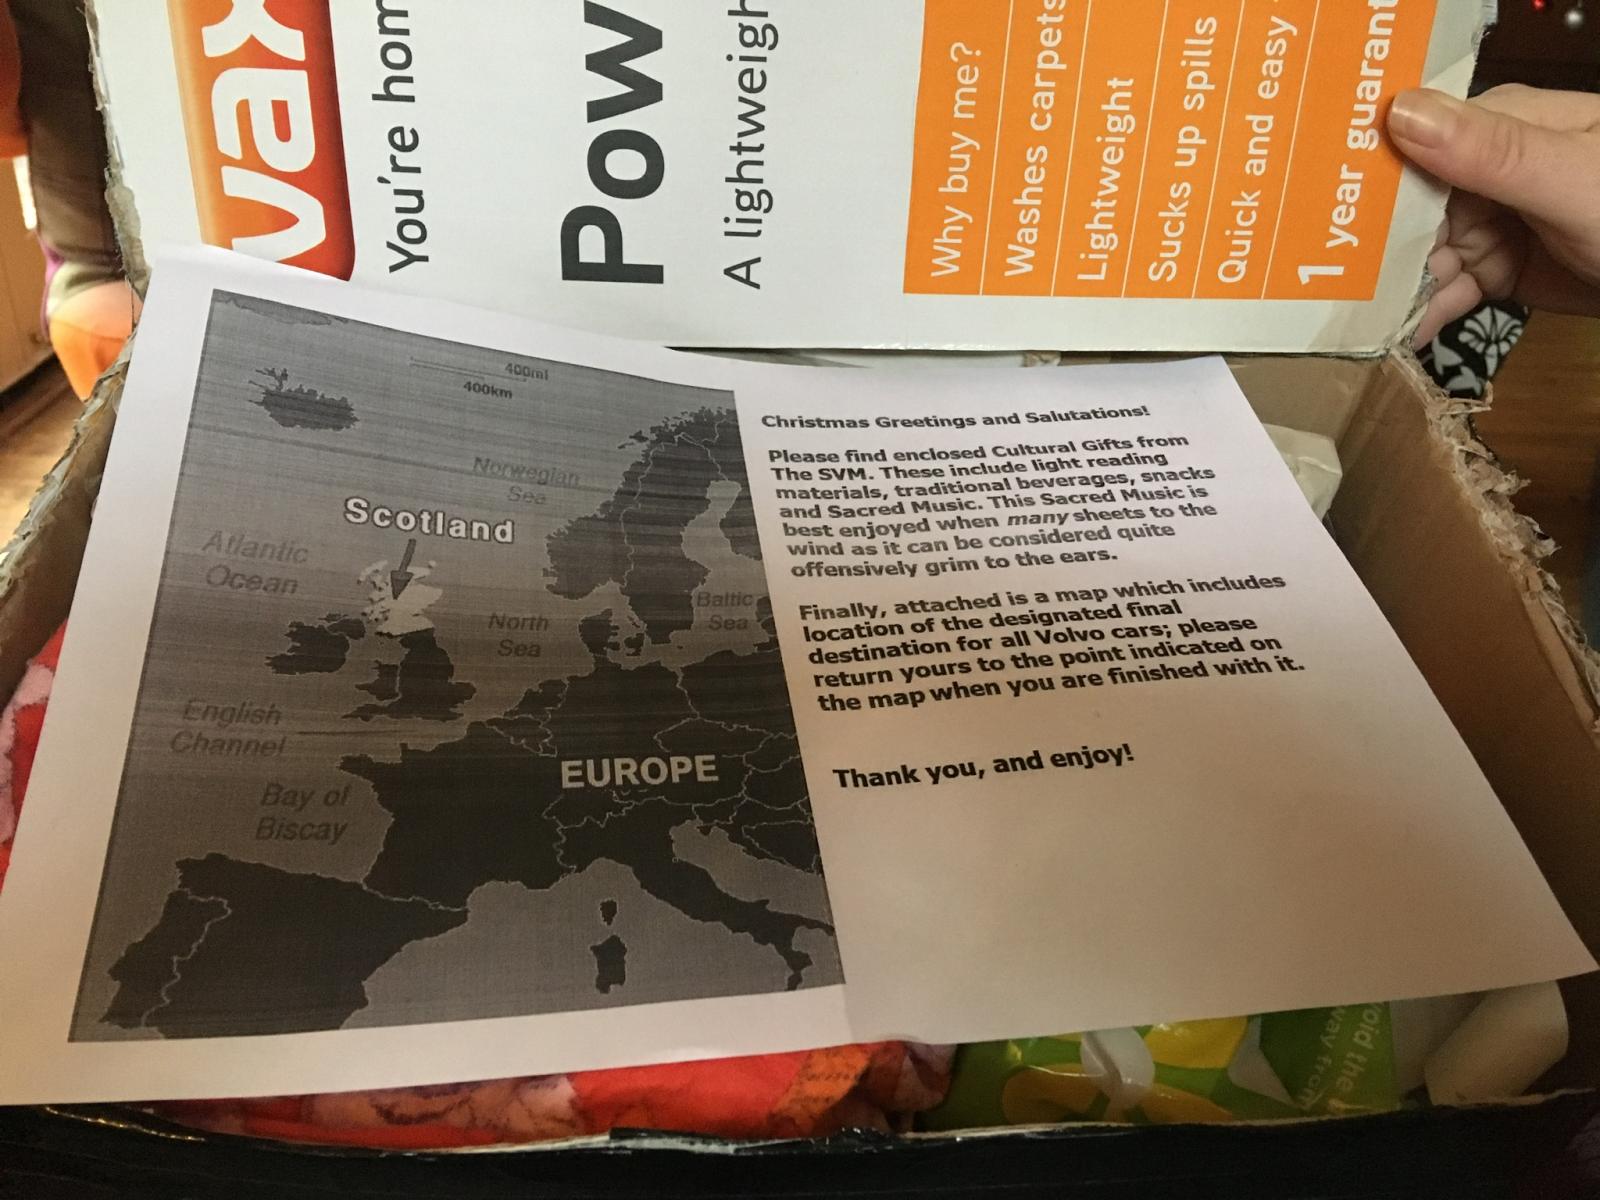 vax
You're hom
Pow
A lightweigh
Why buy me?
Washes carpets
Lightweight
Sucks up spills
Quick and easy
1 year guarant
400mi
400km
Norwegian
Sea
Scotland
Atlantic
Ocean
North
Sea
Baltic
Sea
English
Channel
EUROPE
Bay of
Biscay
Christmas Greetings and Salutations!
Please find enclosed Cultural Gifts from
The SVM. These include light reading
materials, traditional beverages, snacks
and Sacred Music. This Sacred Music is
best enjoyed when many sheets to the
wind as it can be considered quite
offensively grim to the ears.
Finally, attached is a map which includes
location of the designated final
destination for all Volvo cars; please
return yours to the point indicated on
the map when you are finished with it.
Thank you, and enjoy!
void the
way from